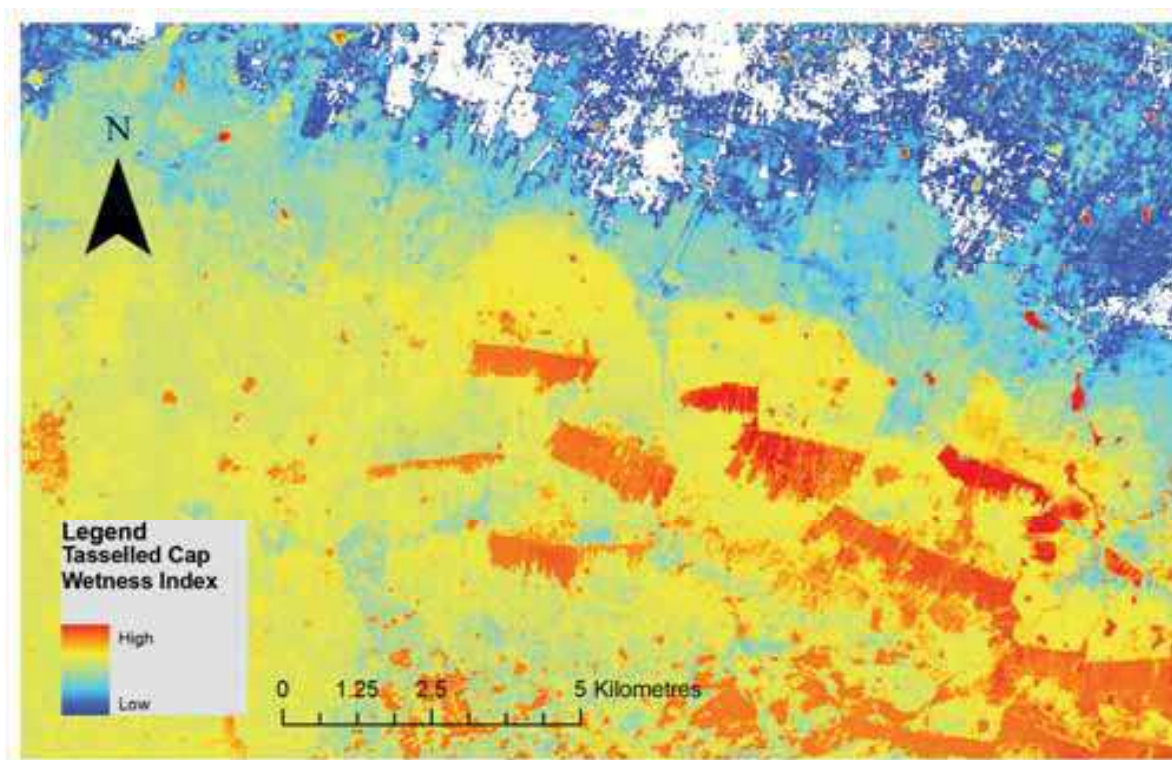 N
Legend
Tasselled Cap
Wetness Index
High
Low
0 1.25 2.5 5 Kilometres